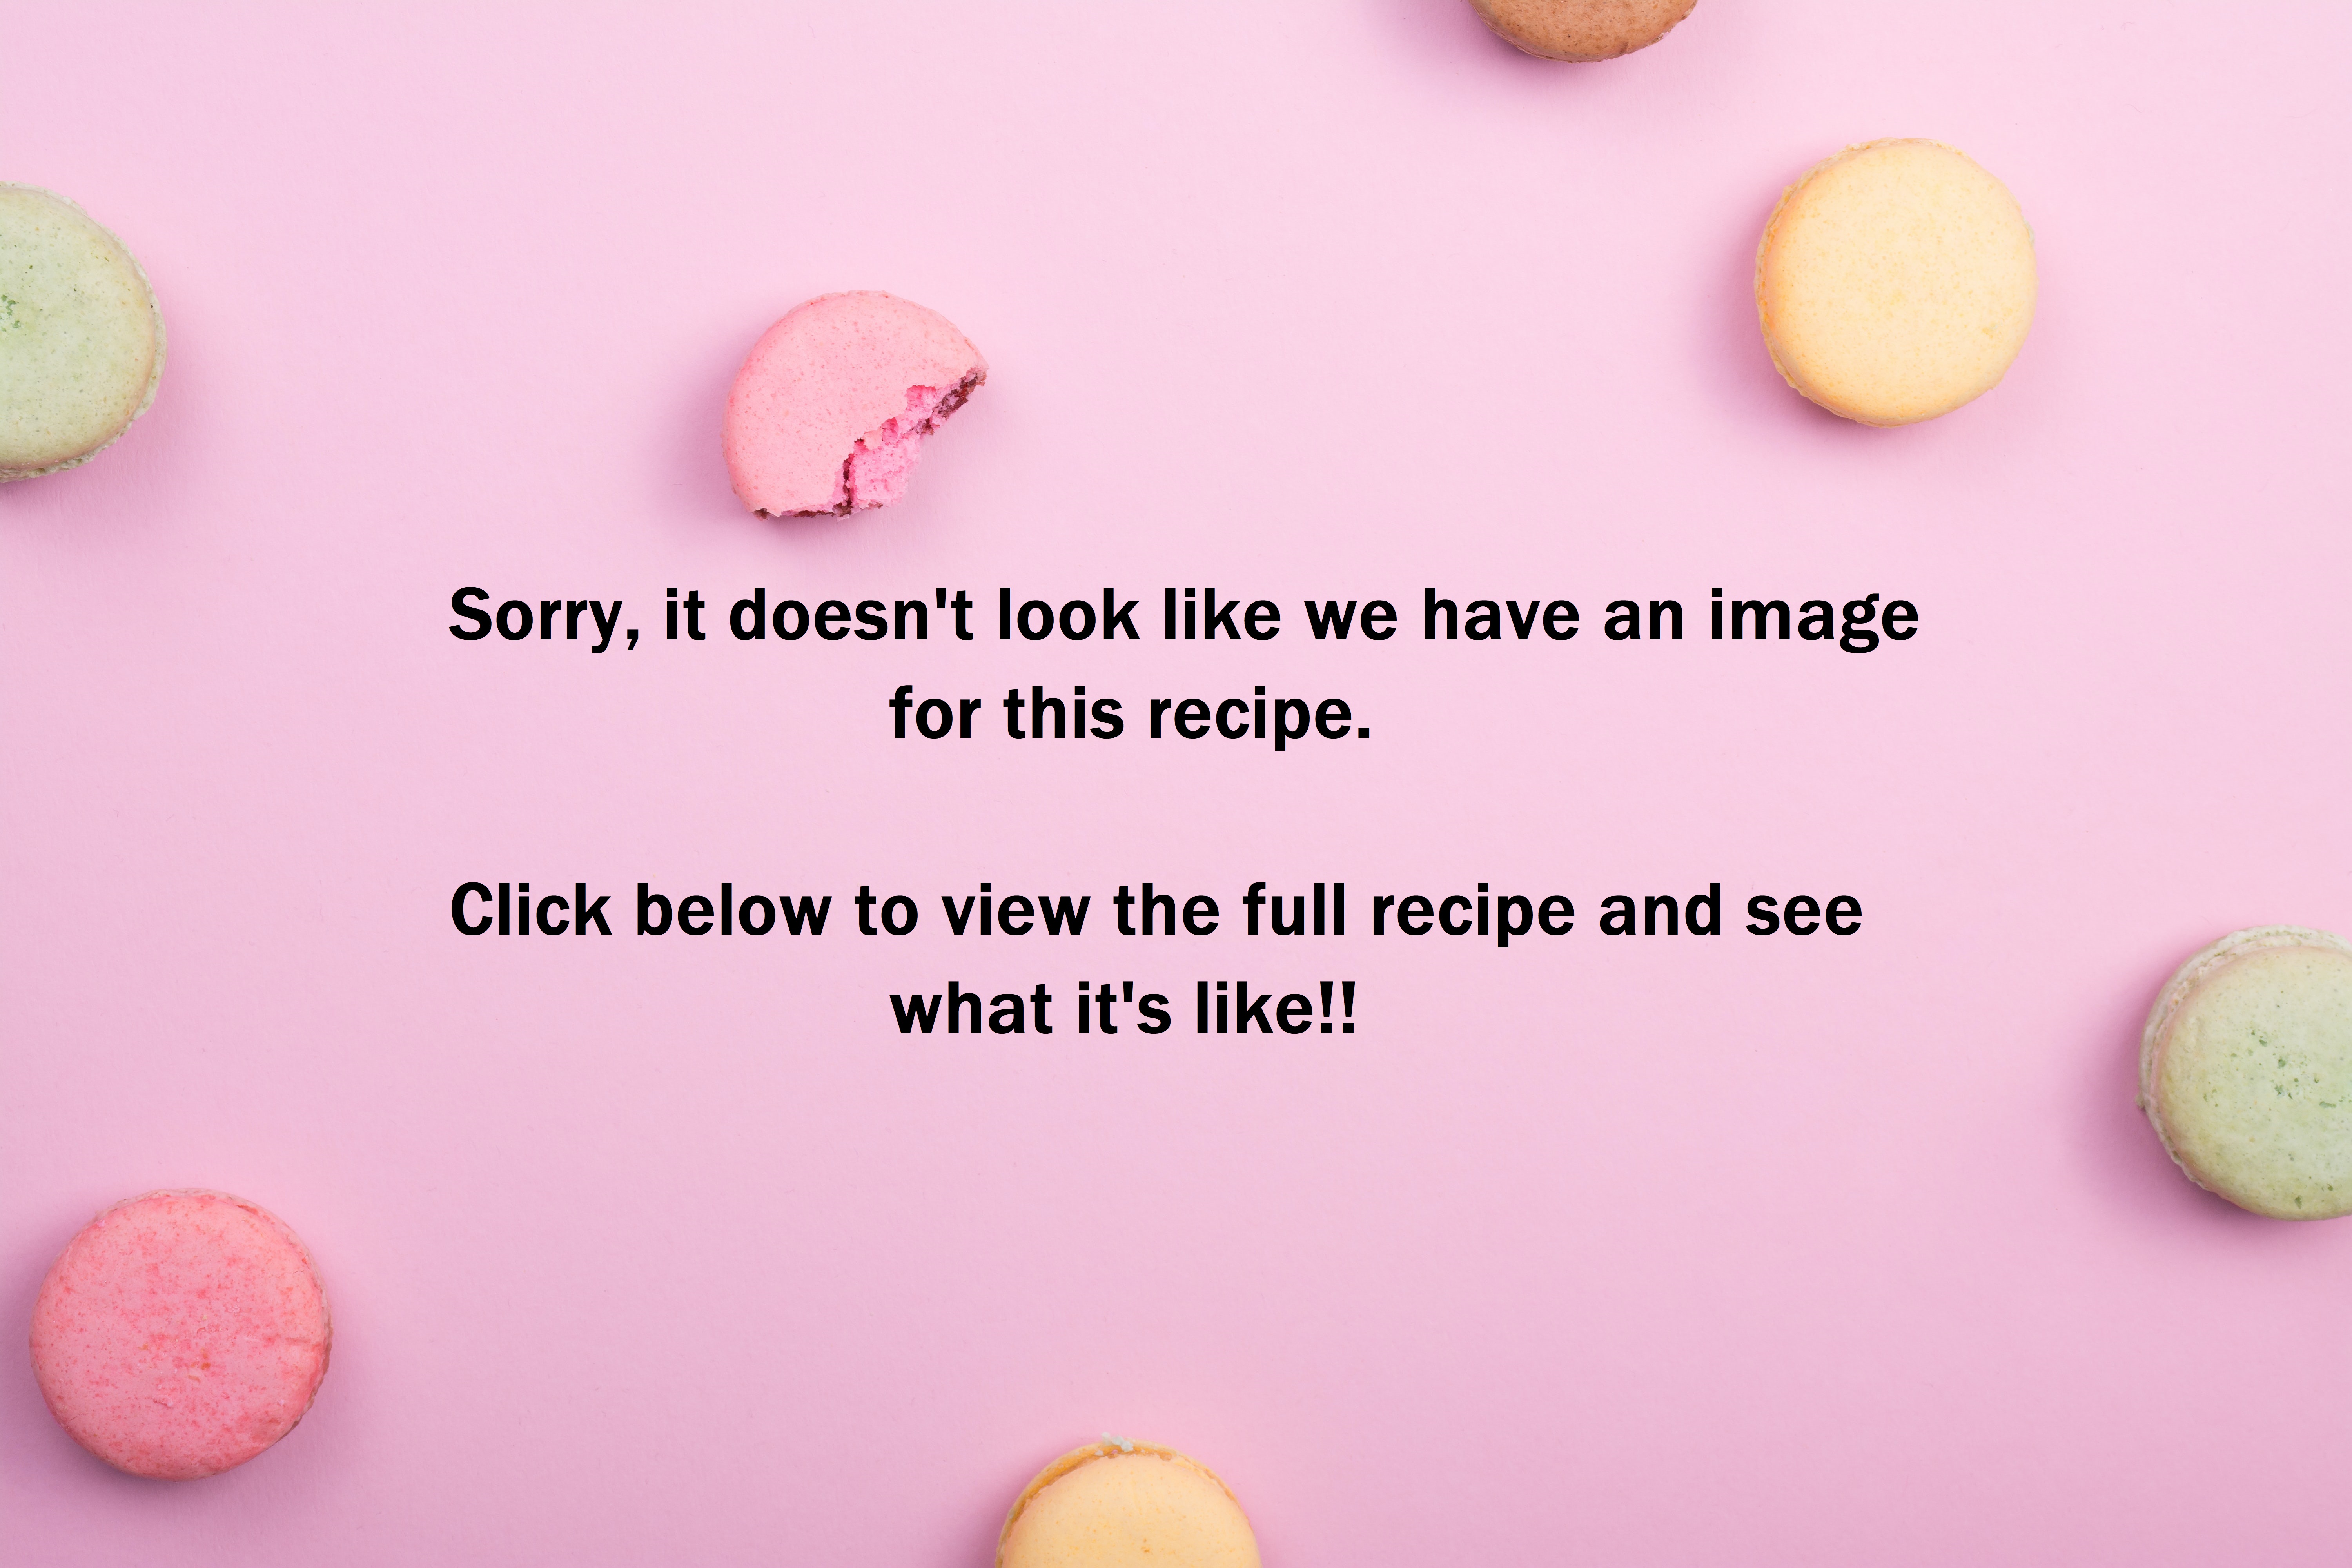 Sorry, it doesn't look like we have an image
for this recipe.
Click below to view the full recipe and see
what it's like!!